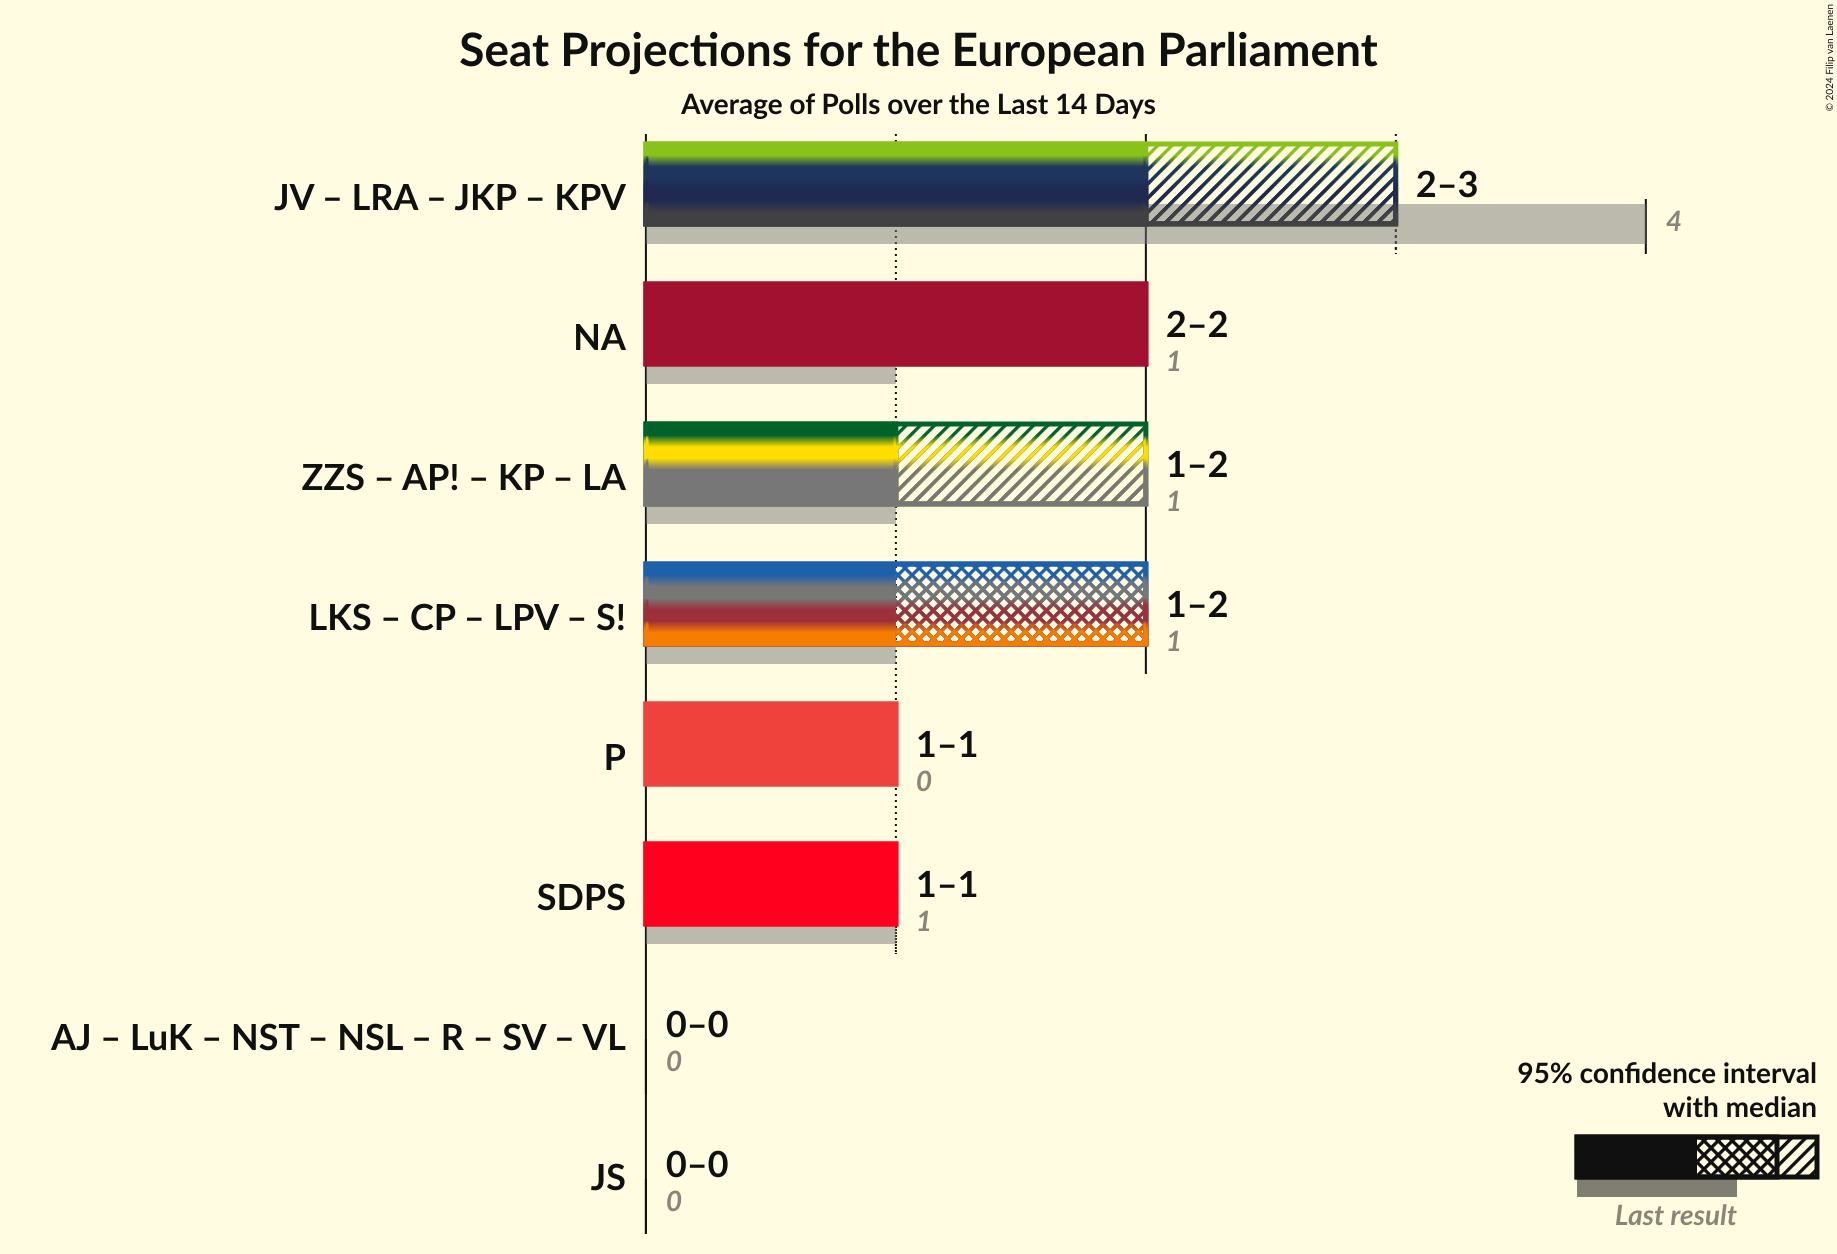 Seat Projections for the European Parliament
Average of Polls over the Last 14 Days
© 2024 Filip van Laenen
JV – LRA – JKP – KPV
2–3
4
NA
2–2
1
ZZS – AP! – KP – LA
1–2
1
LKS – CP – LPV – S!
1–2
1
P
1–1
0
SDPS
1–1
1
AJ – LuK – NST – NSL – R – SV – VL
0–0
0
JS
0–0
0
95% confidence interval
with median
Last result